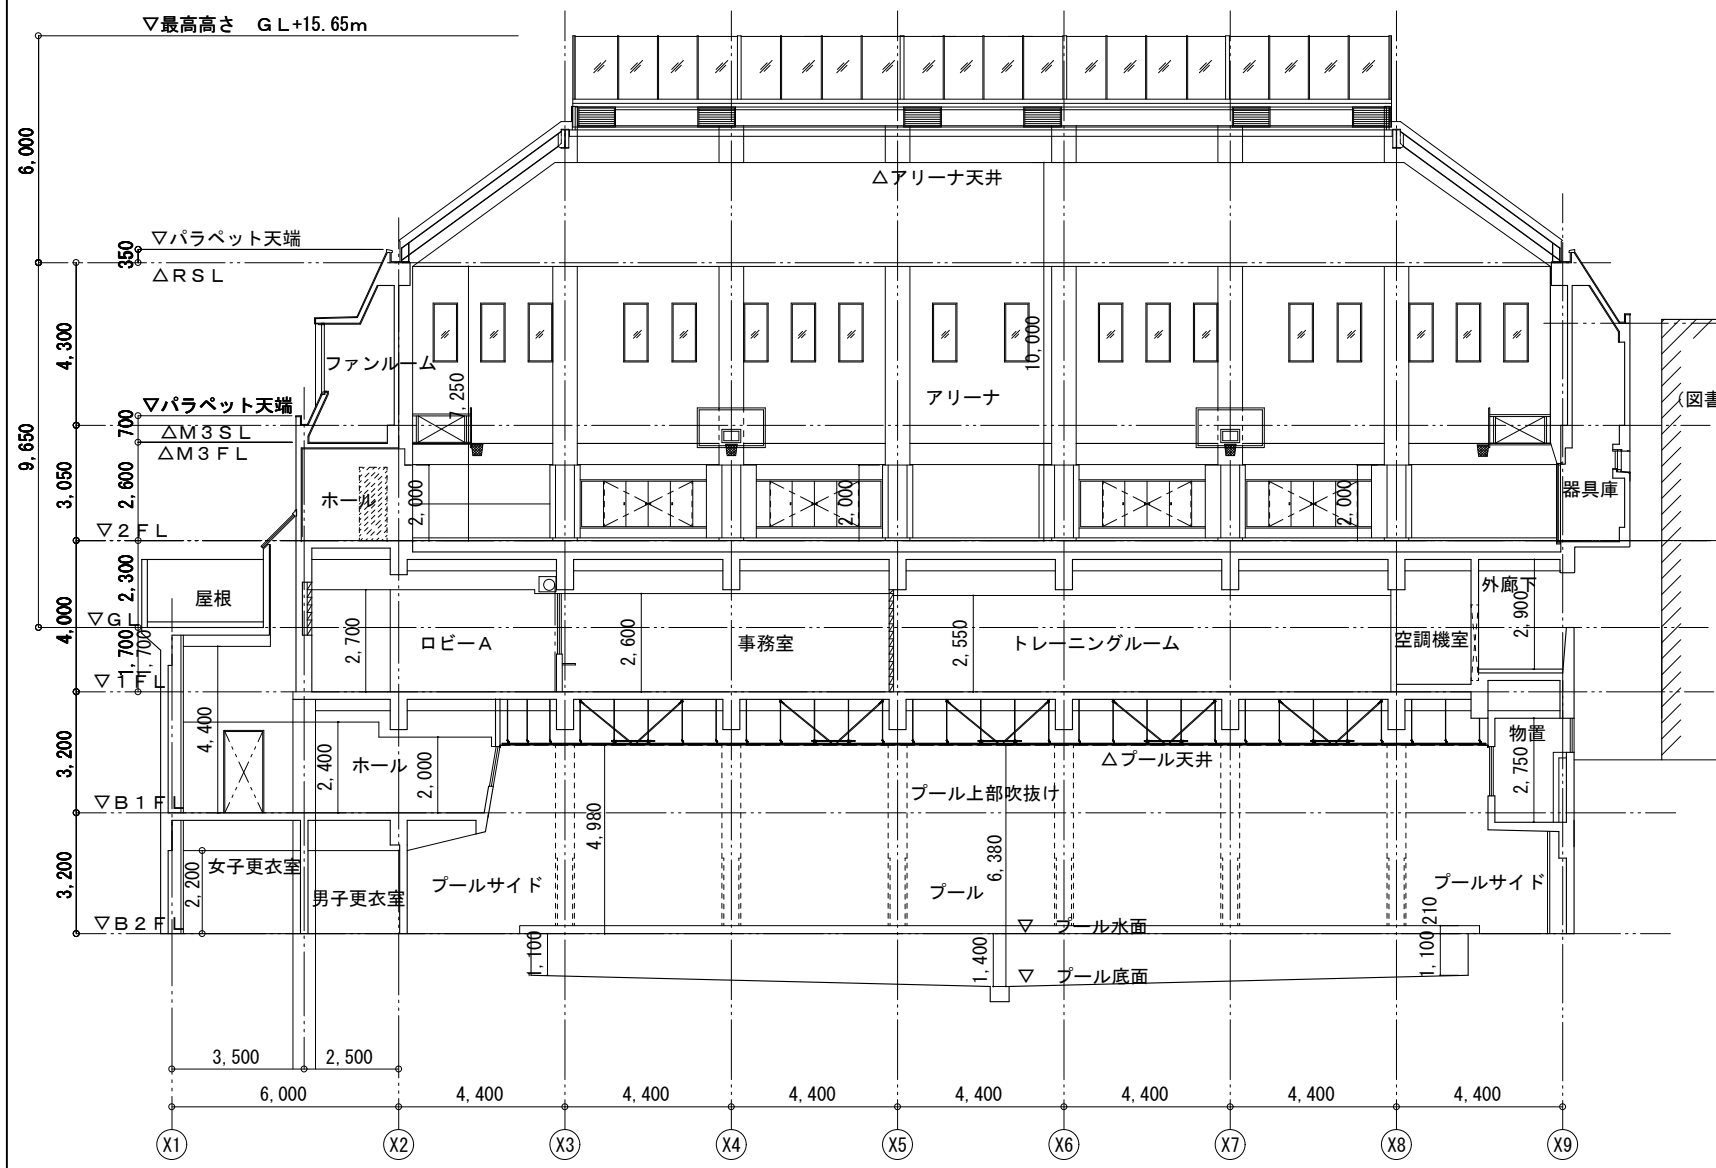 ▽最高高さ　ＧＬ+15.65m
6,000
△アリーナ天井
▽パラペット天端
350
△ＲＳＬ
4,300
ファンルーム
7,250
10,000
アリーナ
（図書
9,650
▽パラペット天端
700
△Ｍ３ＳＬ
△Ｍ３ＦＬ
3,050
2,600
ホール
2,000
2,000
2,000
器具庫
▽２ＦＬ
2,300
4,000
屋根
外廊下
2,900
▽ＧＬ
1,700
1,700
2,700
ロビーＡ
2,600
事務室
2,550
トレーニングルーム
空調機室
▽１ＦＬ
4,400
3,200
2,400
ホール
2,000
△プール天井
物置
2,750
プール上部吹抜け
▽Ｂ１ＦＬ
4,980
6,380
3,200
2,200
女子更衣室
男子更衣室
プールサイド
プール
プールサイド
210
▽Ｂ２ＦＬ
▽　プール水面
1,100
1,400
1,100
▽　プール底面
3,500
2,500
6,000
4,400
4,400
4,400
4,400
4,400
4,400
4,400
X1
X2
X3
X4
X5
X6
X7
X8
X9